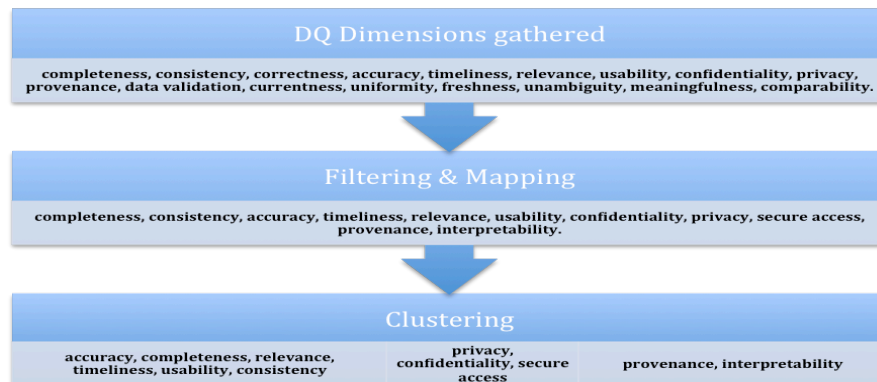 DQ Dimensions gathered
completeness, consistency, correctness, accuracy, timeliness, relevance, usability, confidentiality, privacy,
provenance, data validation, currentness, uniformity, freshness, unambiguity, meaningfulness, comparability.
Filtering & Mapping
completeness, consistency, accuracy, timeliness, relevance, usability, confidentiality, privacy, secure access,
provenance, interpretability.
Clustering
accuracy, completeness, relevance,
timeliness, usability, consistency
privacy,
confidentiality, secure
access
provenance, interpretability